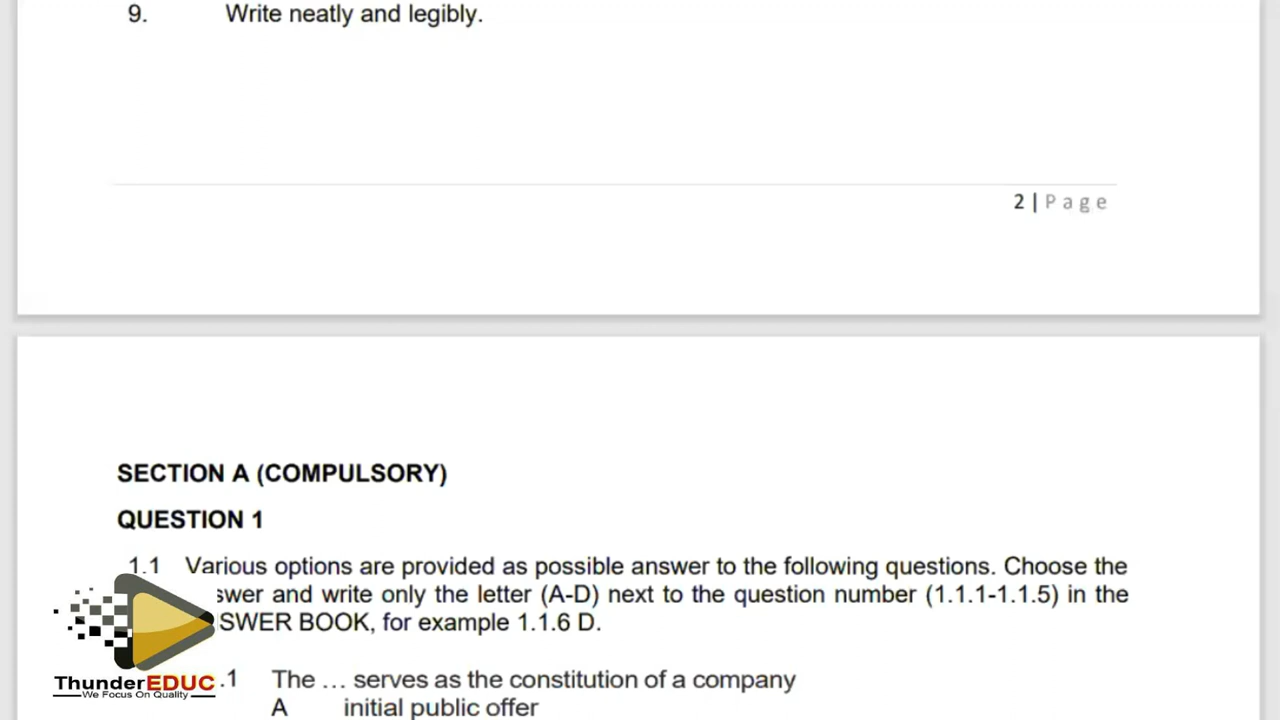 9. Write neatly and legibly.
2 | Page
SECTION A (COMPULSORY)
QUESTION 1
1.1 Various options are provided as possible answer to the following questions. Choose the
swer and write only the letter (A-D) next to the question number (1.1.1-1.1.5) in the
SWER BOOK, for example 1.1.6 D.
.1 The … serves as the constitution of a company
A initial public offer
ThunderEDUC
We Focus On Quality